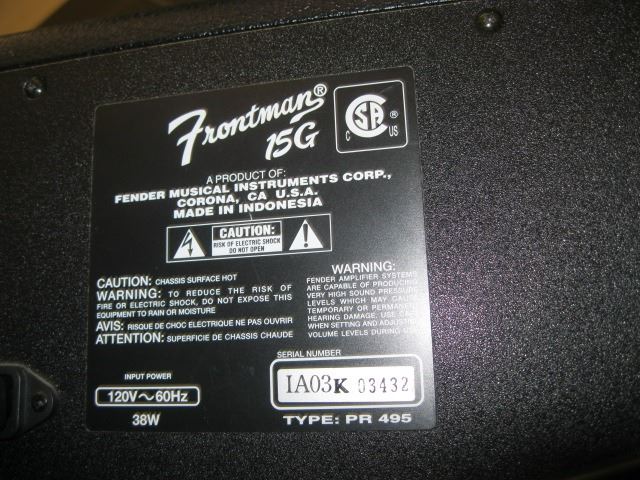 Frontman®
15G
CSA
®
C US
A PRODUCT OF:
FENDER MUSICAL INSTRUMENTS CORP.,
CORONA, CA U.S.A.
MADE IN INDONESIA
CAUTION:
RISK OF ELECTRIC SHOCK
DO NOT OPEN
CAUTION: CHASSIS SURFACE HOT
WARNING: TO REDUCE THE RISK OF
FIRE OR ELECTRIC SHOCK, DO NOT EXPOSE THIS
EQUIPMENT TO RAIN OR MOISTURE
AVIS: RISQUE DE CHOC ELECTRIQUE NE PAS OUVRIR
ATTENTION: SUPERFICIE DE CHASSIS CHAUDE
WARNING:
FENDER AMPLIFIER SYSTEMS
ARE CAPABLE OF PRODUCING
VERY HIGH SOUND PRESSURE
LEVELS WHICH MAY CAUSE
TEMPORARY OR PERMANENT
HEARING DAMAGE. USE CARE
WHEN SETTING AND ADJUSTING
VOLUME LEVELS DURING USE
INPUT POWER
120V~60Hz
38W
SERIAL NUMBER
IA03K 03432
TYPE: PR 495